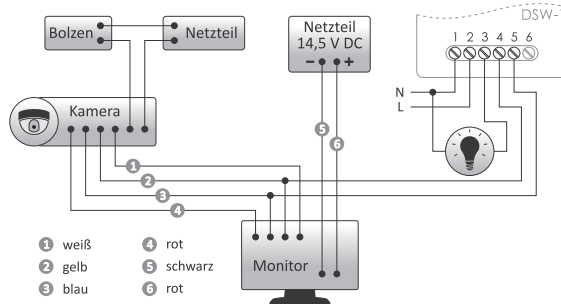 DSW-
Bolzen
Netzteil
Netzteil
14,5 V DC
− +
1 2 3 4 5 6
N
L
Kamera
5
6
1
2
3
4
Monitor
1 weiß
2 gelb
3 blau
4 rot
5 schwarz
6 rot